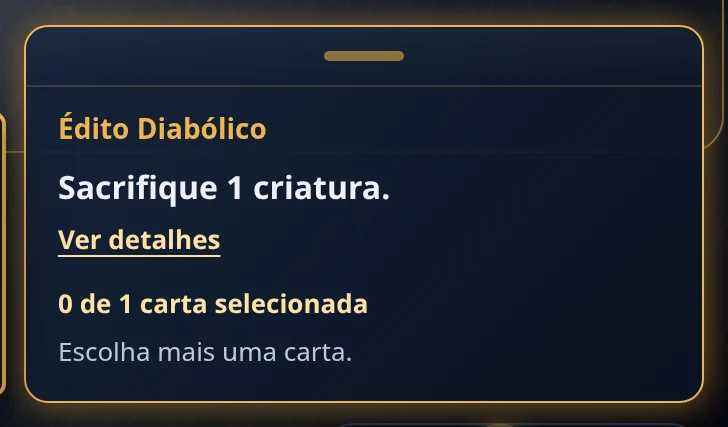 Édito Diabólico
Sacrifique 1 criatura.
Ver detalhes
0 de 1 carta selecionada
Escolha mais uma carta.